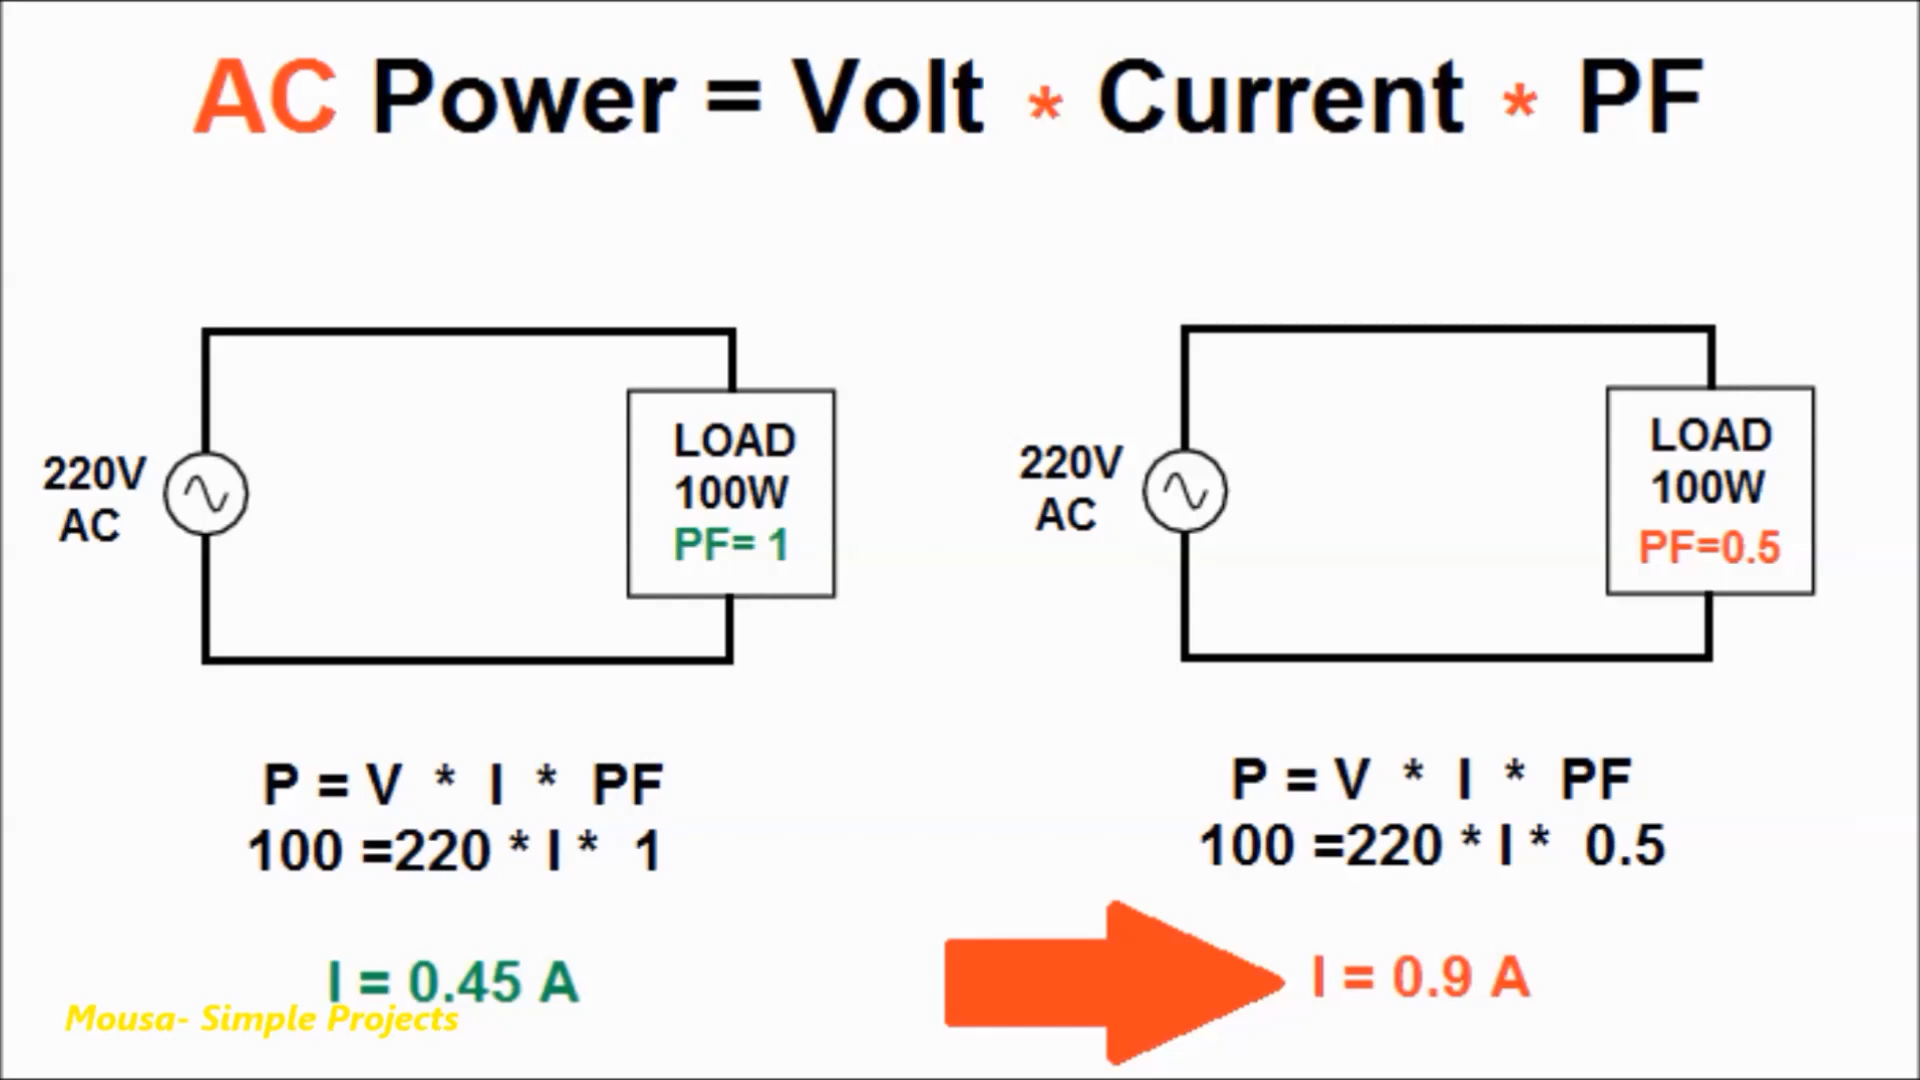 AC Power = Volt * Current * PF
220V
AC
LOAD
100W
PF= 1
P = V * I * PF
100 =220 * I * 1
I = 0.45 A
220V
AC
LOAD
100W
PF=0.5
P = V * I * PF
100 =220 * I * 0.5
I = 0.9 A
Mousa- Simple Projects